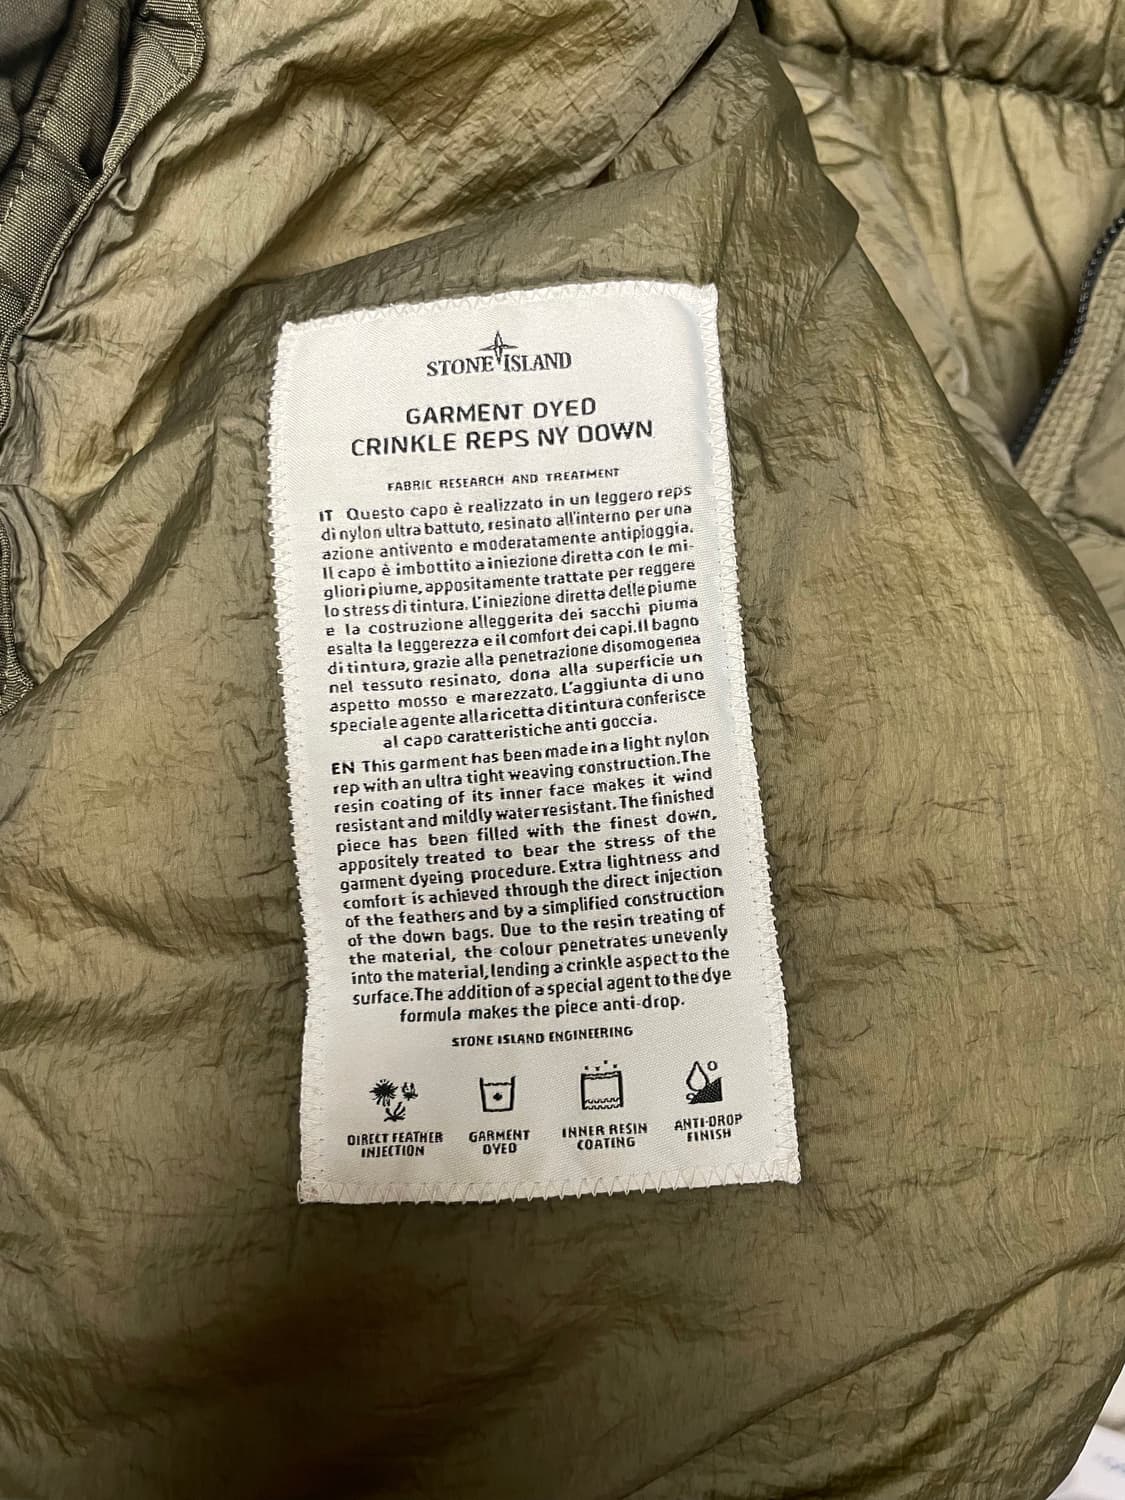 STONE ISLAND
GARMENT DYED
CRINKLE REPS NY DOWN
FABRIC RESEARCH AND TREATMENT
IT Questo capo è realizzato in un leggero reps
di nylon ultra battuto, resinato all'interno per una
azione antivento e moderatamente antipioggia.
Il capo è imbottito a iniezione diretta con le mi-
gliori piume, appositamente trattate per reggere
lo stress di tintura. L'iniezione diretta delle piume
e la costruzione alleggerita dei sacchi piuma
esalta la leggerezza e il comfort dei capi. Il bagno
di tintura, grazie alla penetrazione disomogenea
nel tessuto resinato, dona alla superficie un
aspetto mosso e marezzato. L'aggiunta di uno
speciale agente alla ricetta di tintura conferisce
al capo caratteristiche anti goccia.
EN This garment has been made in a light nylon
rep with an ultra tight weaving construction. The
resin coating of its inner face makes it wind
resistant and mildly water resistant. The finished
piece has been filled with the finest down,
appositely treated to bear the stress of the
garment dyeing procedure. Extra lightness and
comfort is achieved through the direct injection
of the feathers and by a simplified construction
of the down bags. Due to the resin treating of
the material, the colour penetrates unevenly
into the material, lending a crinkle aspect to the
surface. The addition of a special agent to the dye
formula makes the piece anti-drop.
STONE ISLAND ENGINEERING
DIRECT FEATHER
INJECTION
GARMENT
DYED
INNER RESIN
COATING
ANTI-DROP
FINISH